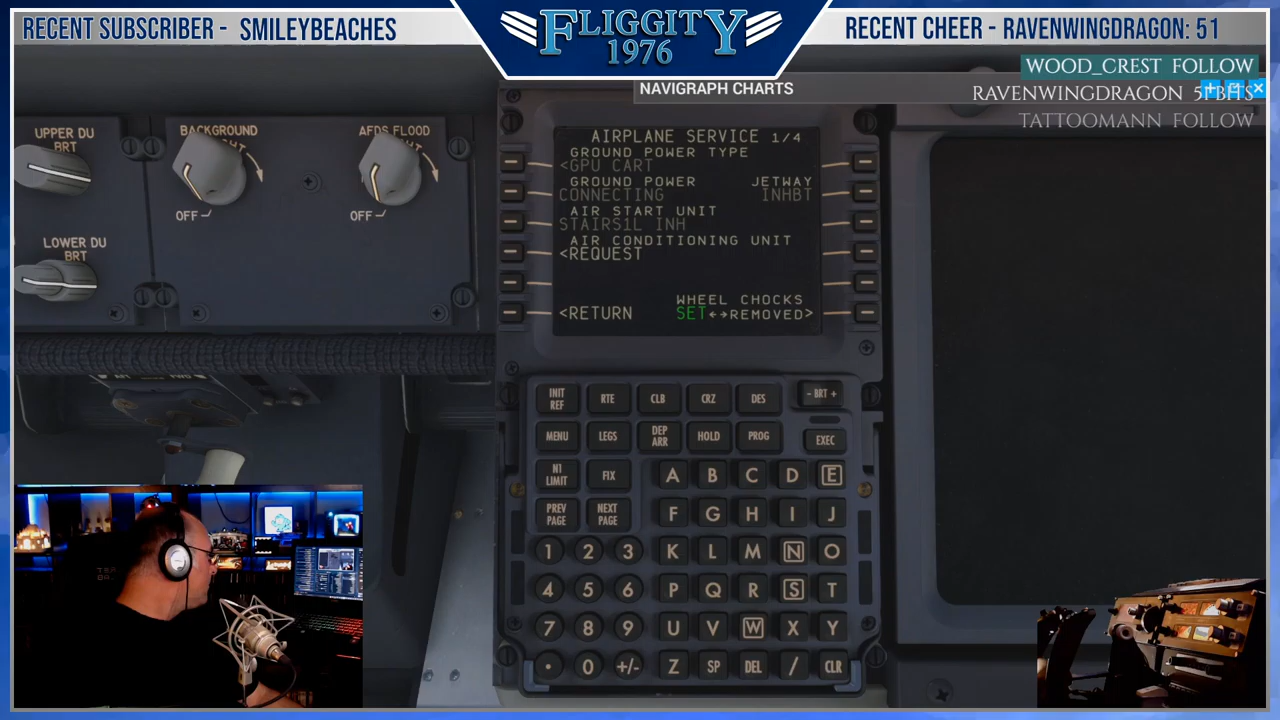 RECENT SUBSCRIBER - SMILEYBEACHES
FLIGGITY
1976
RECENT CHEER - RAVENWINGDRAGON: 51
WOOD_CREST FOLLOW
RAVENWINGDRAGON 51 BITS
TATTOOMANN FOLLOW
NAVIGRAPH CHARTS
UPPER DU
BRT
BACKGROUND
OFF
AFDS FLOOD
OFF
LOWER DU
BRT
AIRPLANE SERVICE 1/4
GROUND POWER TYPE
<GPU CART
GROUND POWER JETWAY
CONNECTING INHBT
AIR START UNIT
STAIRS1L INH
AIR CONDITIONING UNIT
<REQUEST
WHEEL CHOCKS
<RETURN SET↔REMOVED>
INIT REF RTE CLB CRZ DES - BRT +
MENU LEGS DEP ARR HOLD PROG EXEC
N1 LIMIT FIX A B C D E
PREV PAGE NEXT PAGE F G H I J
1 2 3 K L M N O
4 5 6 P Q R S T
7 8 9 U V W X Y
. 0 +/- Z SP DEL / CLR